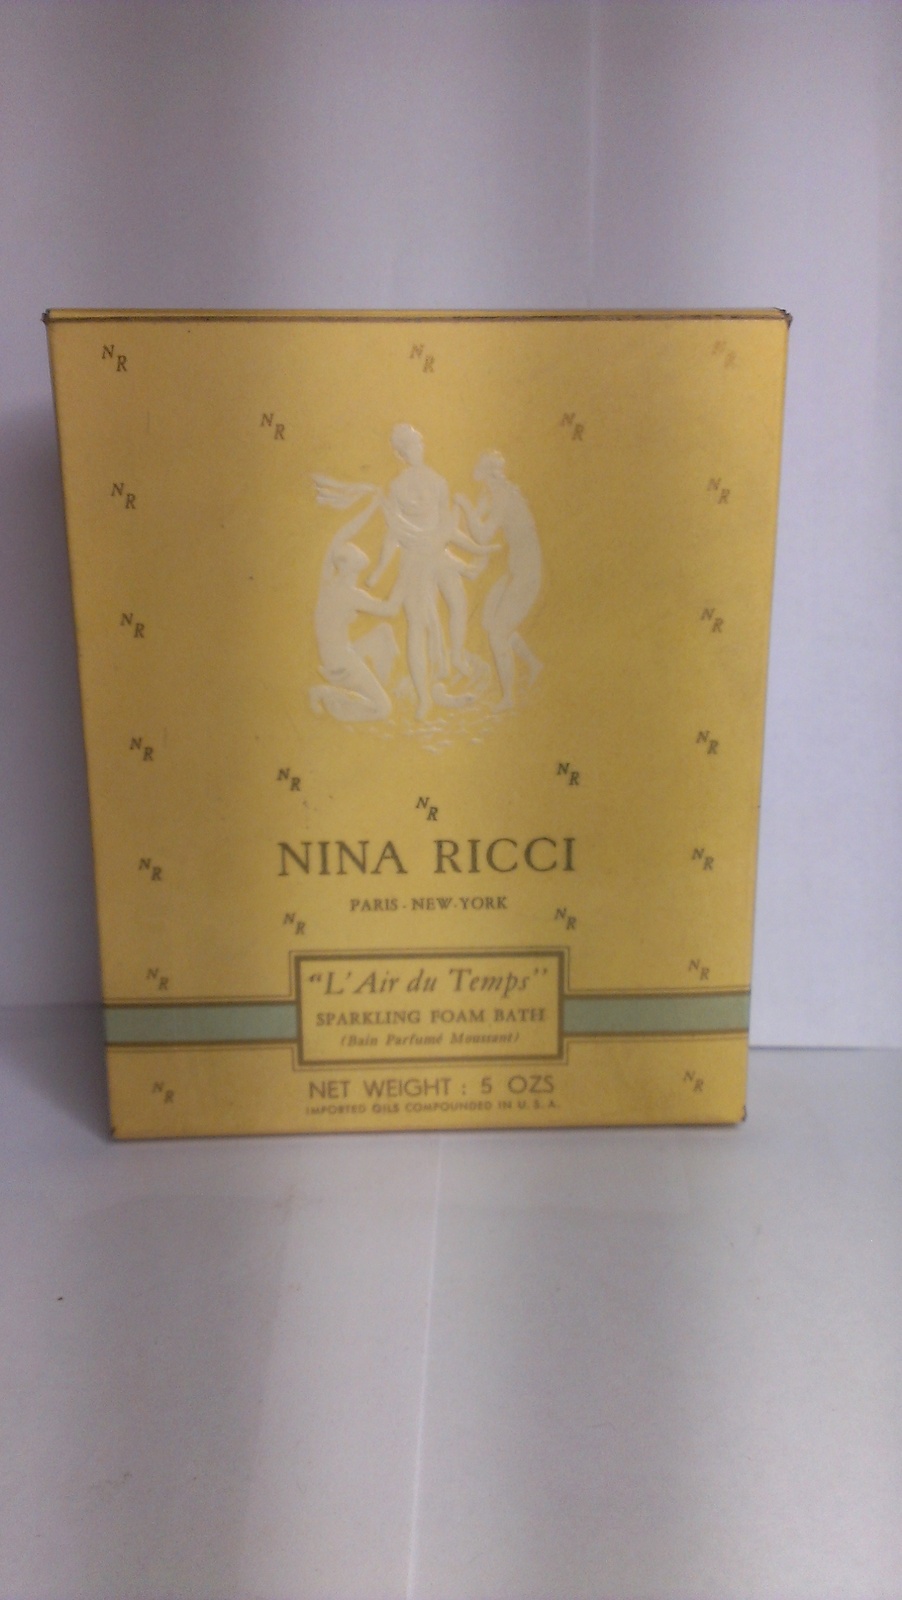 N R N R N R
N R N R
N R N R
N R N R
N R N R
N R N R
N R
NINA RICCI
N R N R
PARIS - NEW-YORK
N R N R
N R N R
"L'Air du Temps"
SPARKLING FOAM BATH
(Bain Parfumé Moussant)
N R N R
NET WEIGHT : 5 OZS
IMPORTED OILS COMPOUNDED IN U. S. A.